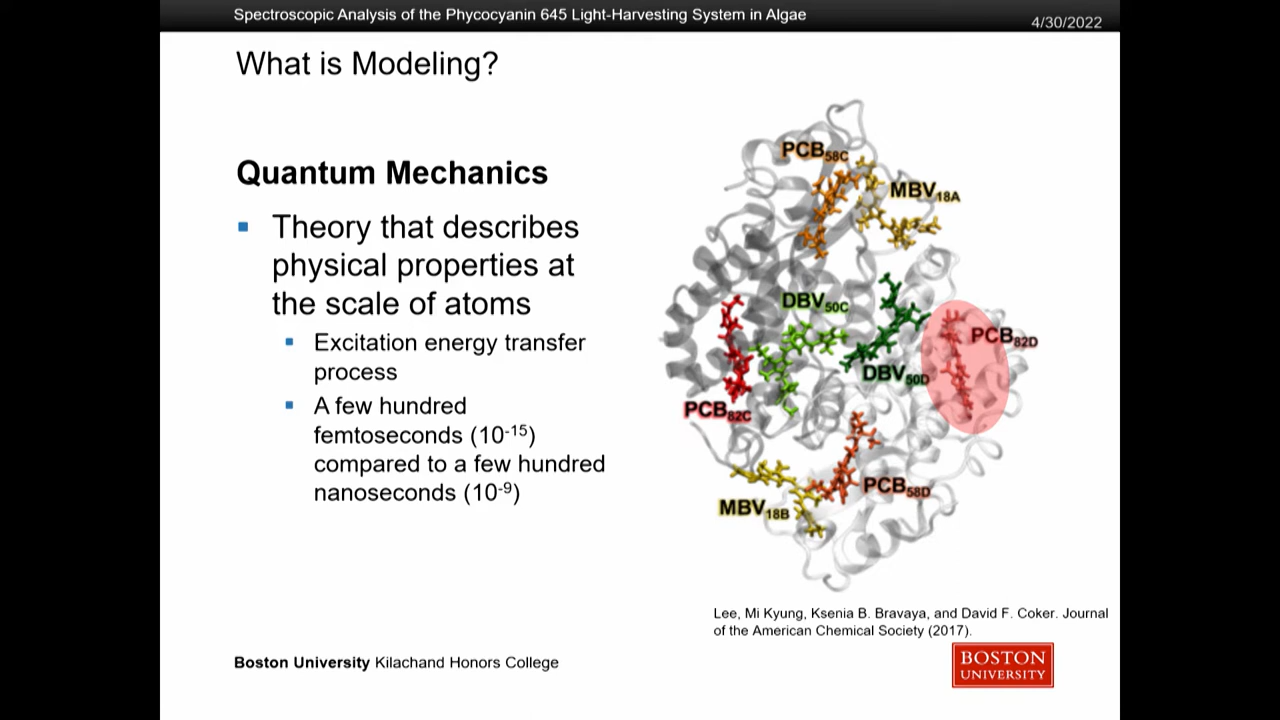 Spectroscopic Analysis of the Phycocyanin 645 Light-Harvesting System in Algae
4/30/2022
What is Modeling?
Quantum Mechanics
Theory that describes
physical properties at
the scale of atoms
Excitation energy transfer
process
A few hundred
femtoseconds (10-15)
compared to a few hundred
nanoseconds (10-9)
PCB58C
MBV18A
DBV50C
PCB82D
DBV50D
PCB82C
PCB58D
MBV18B
Lee, Mi Kyung, Ksenia B. Bravaya, and David F. Coker. Journal
of the American Chemical Society (2017).
Boston University Kilachand Honors College
BOSTON
UNIVERSITY